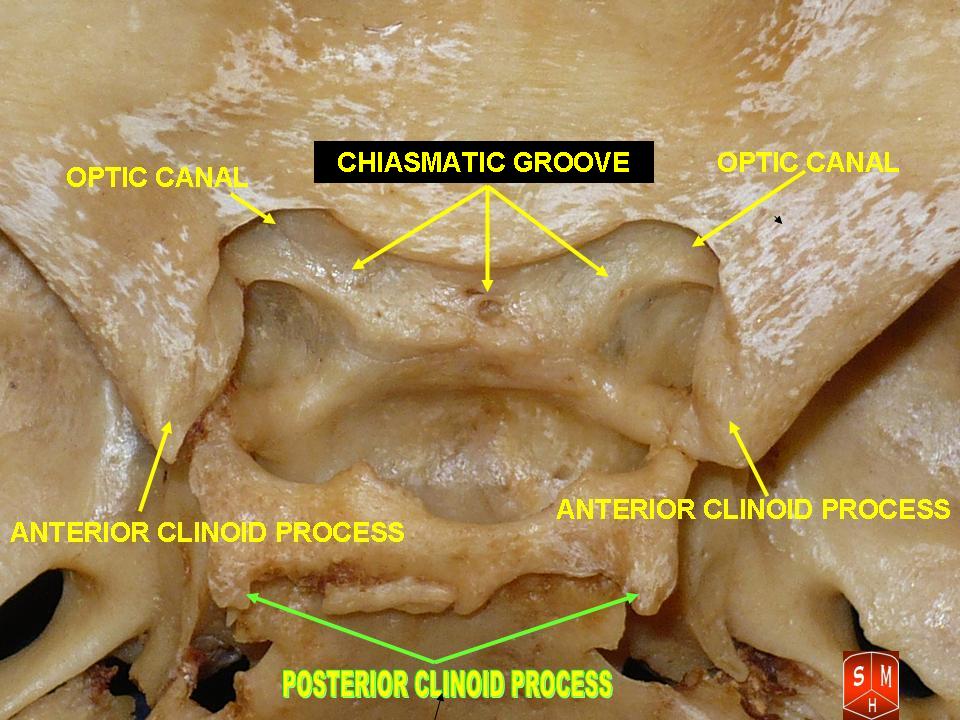 CHIASMATIC GROOVE
OPTIC CANAL
OPTIC CANAL
ANTERIOR CLINOID PROCESS
ANTERIOR CLINOID PROCESS
POSTERIOR CLINOID PROCESS
S M
H